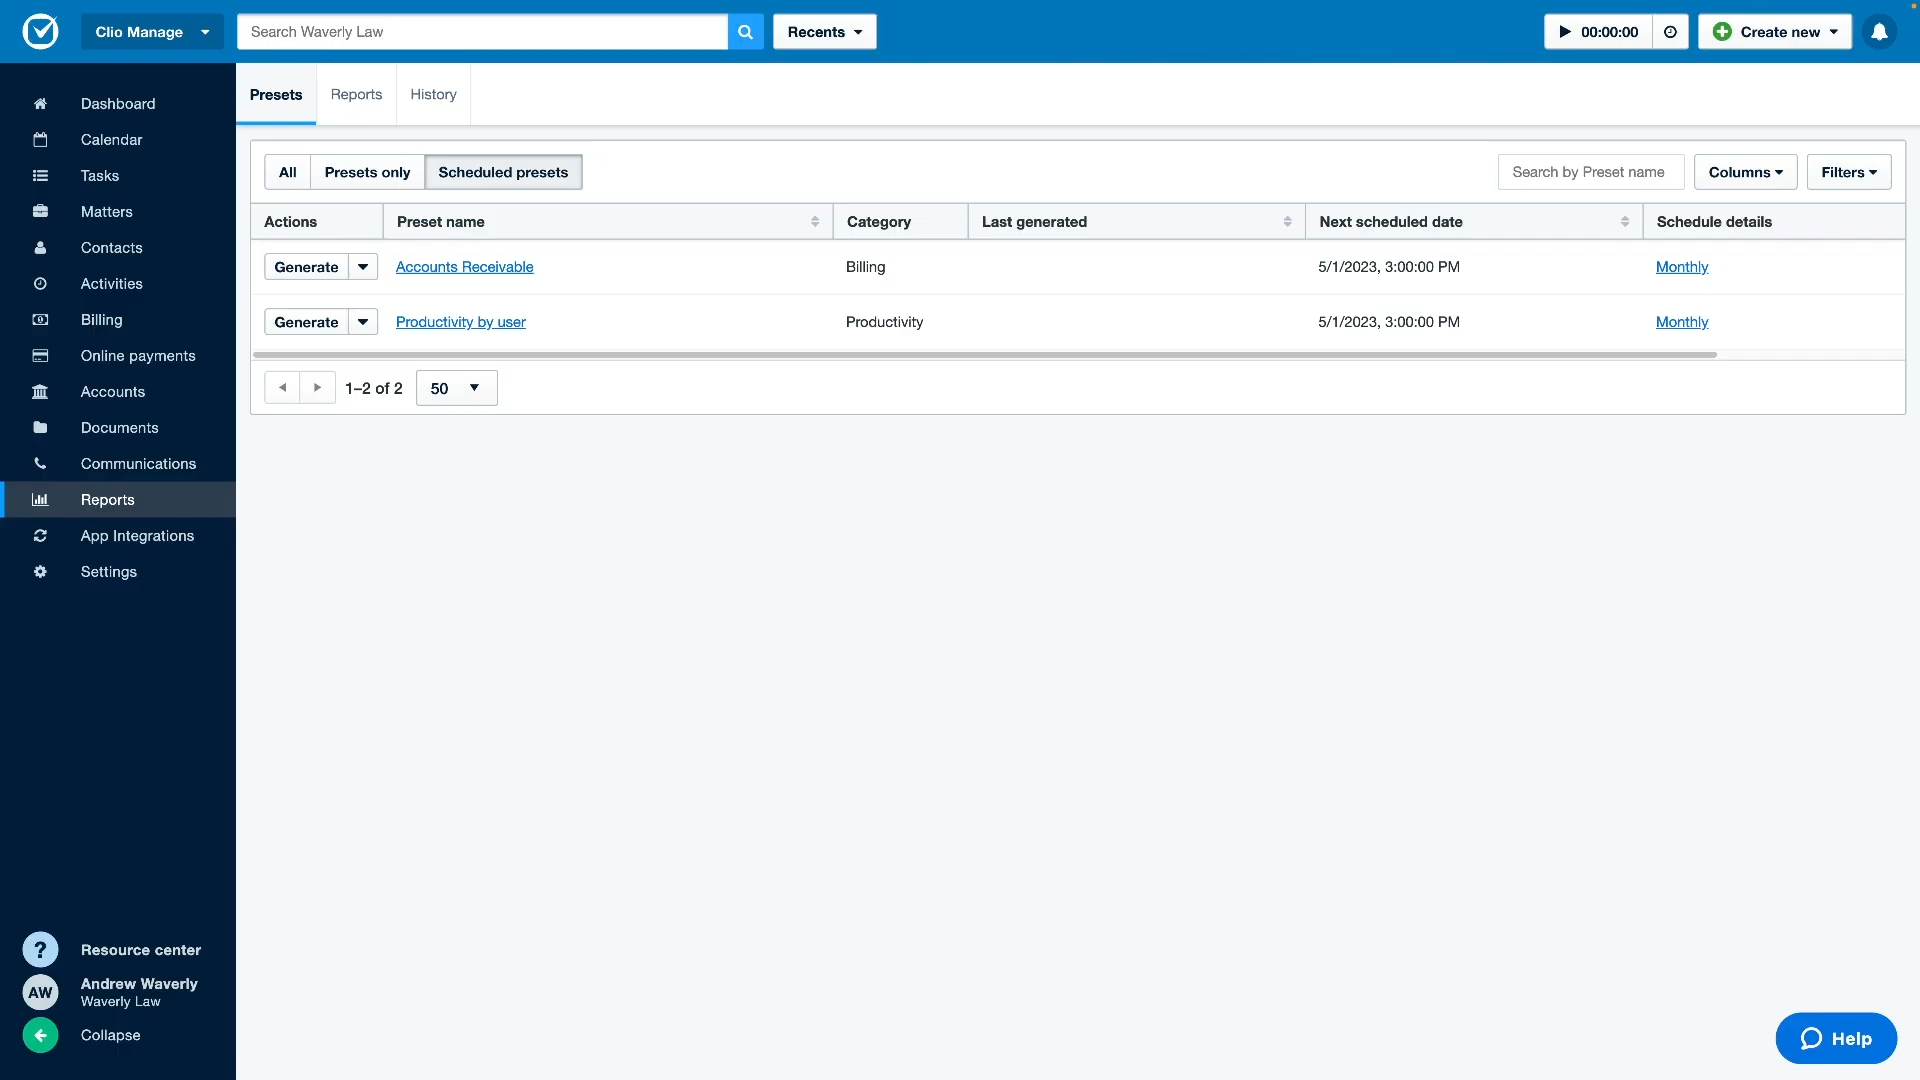 Clio Manage
Search Waverly Law
Recents
00:00:00
Create new
Dashboard
Calendar
Tasks
Matters
Contacts
Activities
Billing
Online payments
Accounts
Documents
Communications
Reports
App Integrations
Settings
? Resource center
AW Andrew Waverly
Waverly Law
Collapse
Presets Reports History
All Presets only Scheduled presets
Search by Preset name Columns Filters
Actions Preset name Category Last generated Next scheduled date Schedule details
Generate Accounts Receivable Billing 5/1/2023, 3:00:00 PM Monthly
Generate Productivity by user Productivity 5/1/2023, 3:00:00 PM Monthly
1–2 of 2 50
Help